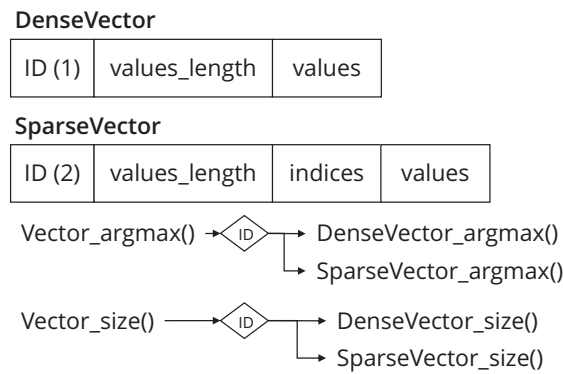 DenseVector
ID (1) values_length values
SparseVector
ID (2) values_length indices values
Vector_argmax() ID DenseVector_argmax()
SparseVector_argmax()
Vector_size() ID DenseVector_size()
SparseVector_size()